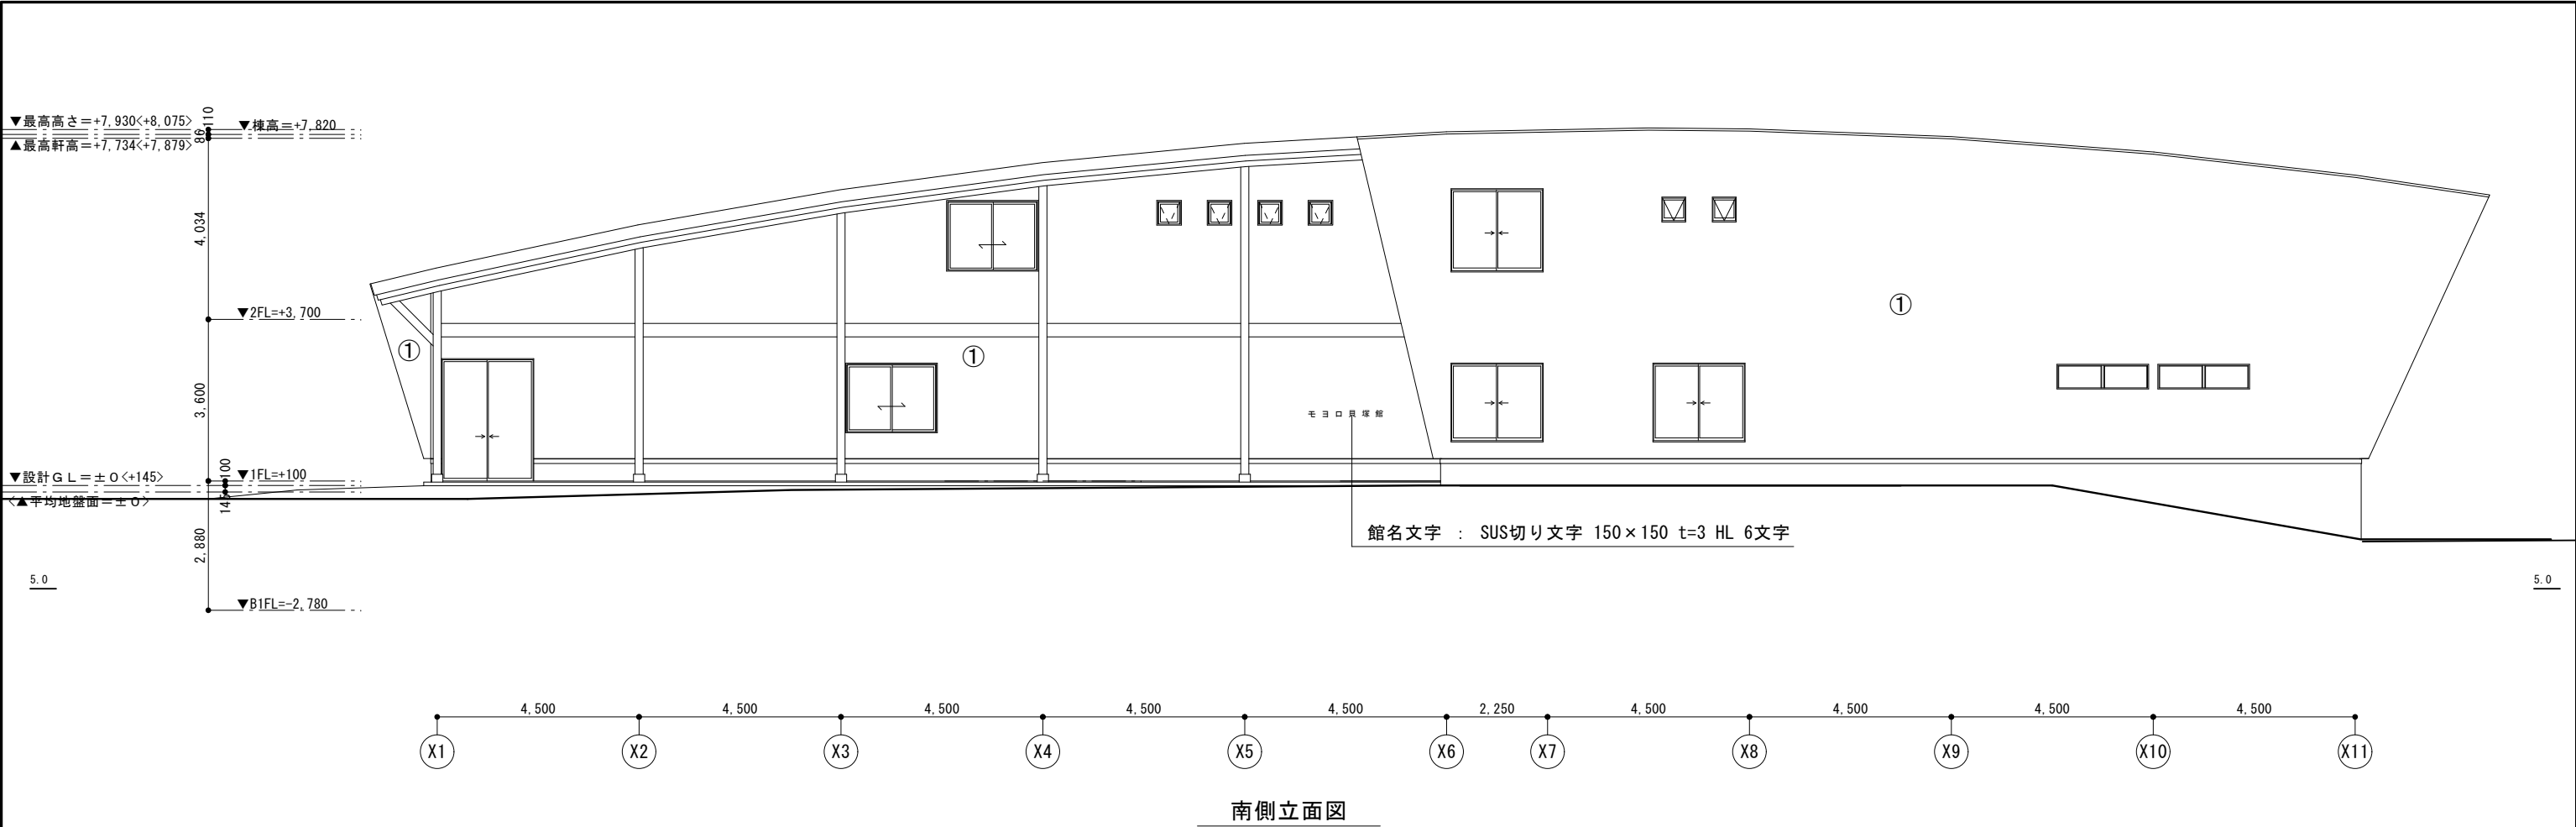 ▼最高高さ=+7,930<+8,075>
110
▼棟高=+7,820
86
▲最高軒高=+7,734<+7,879>
4,034
▼2FL=+3,700
①
①
①
3,600
モヨロ貝塚館
▼設計GL=±0<+145>
100
▼1FL=+100
<▲平均地盤面=±0>
145
館名文字 : SUS切り文字 150×150 t=3 HL 6文字
2,880
5.0
5.0
▼B1FL=-2,780
4,500 4,500 4,500 4,500 4,500 2,250 4,500 4,500 4,500 4,500
X1 X2 X3 X4 X5 X6 X7 X8 X9 X10 X11
南側立面図